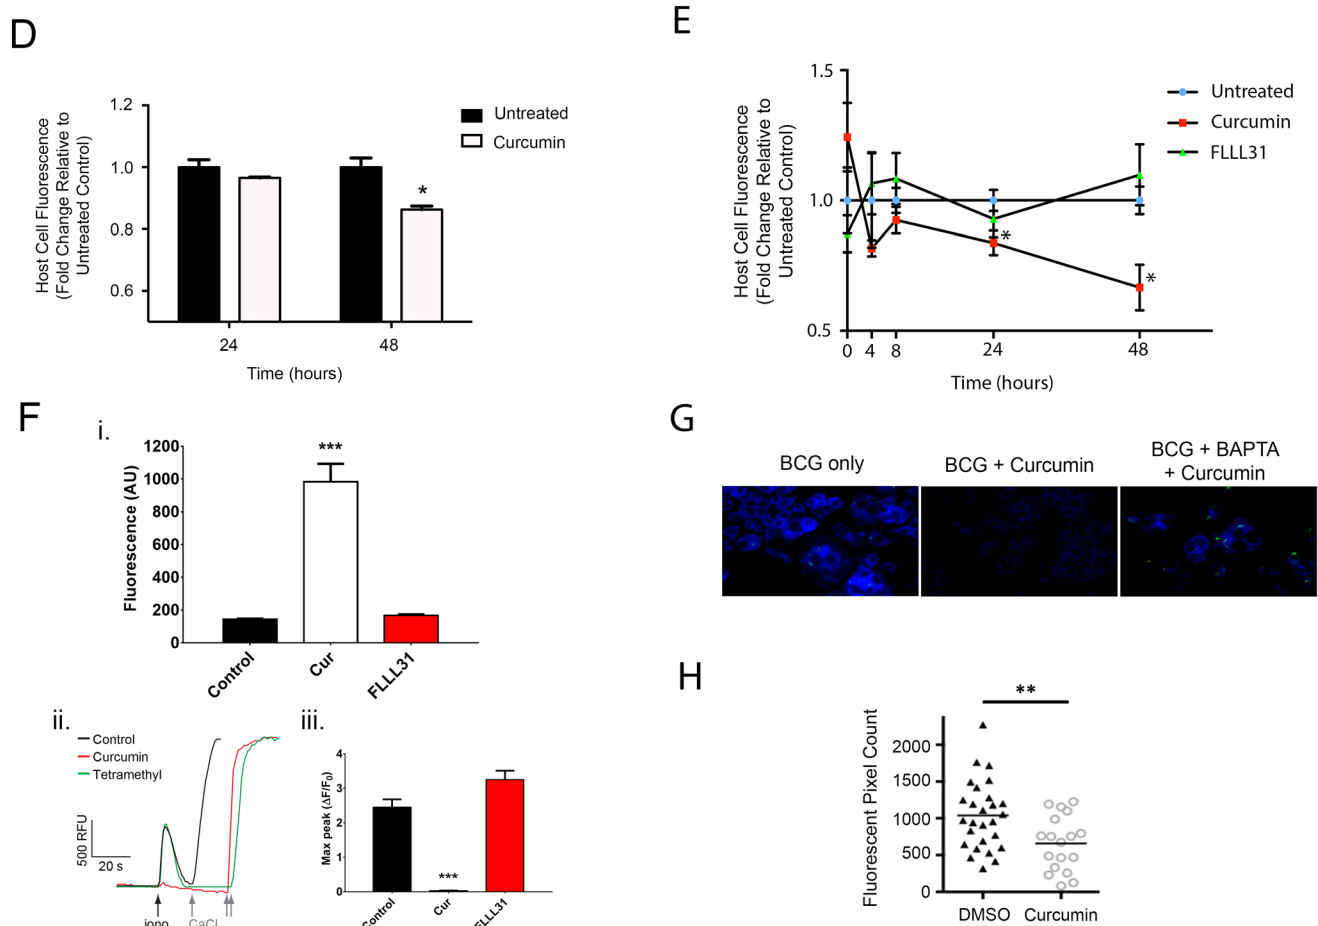 D
Host Cell Fluorescence
(Fold Change Relative to
Untreated Control)
1.2
1.0
0.8
0.6
Untreated
Curcumin
*
24
48
Time (hours)
E
Host Cell Fluorescence
(Fold Change Relative to
Untreated Control)
1.5
1.0
0.5
Untreated
Curcumin
FLLL31
*
*
0 4 8 24 48
Time (hours)
F
i.
Fluorescence (AU)
1200
1000
800
600
400
200
0
***
Control
Cur
FLLL31
ii.
Control
Curcumin
Tetramethyl
500 RFU
20 s
iono
CaCl
iii.
Max peak (ΔF/F0)
4
3
2
1
0
***
Control
Cur
FLLL31
G
BCG only
BCG + Curcumin
BCG + BAPTA
+ Curcumin
H
**
Fluorescent Pixel Count
2000
1500
1000
500
0
DMSO
Curcumin